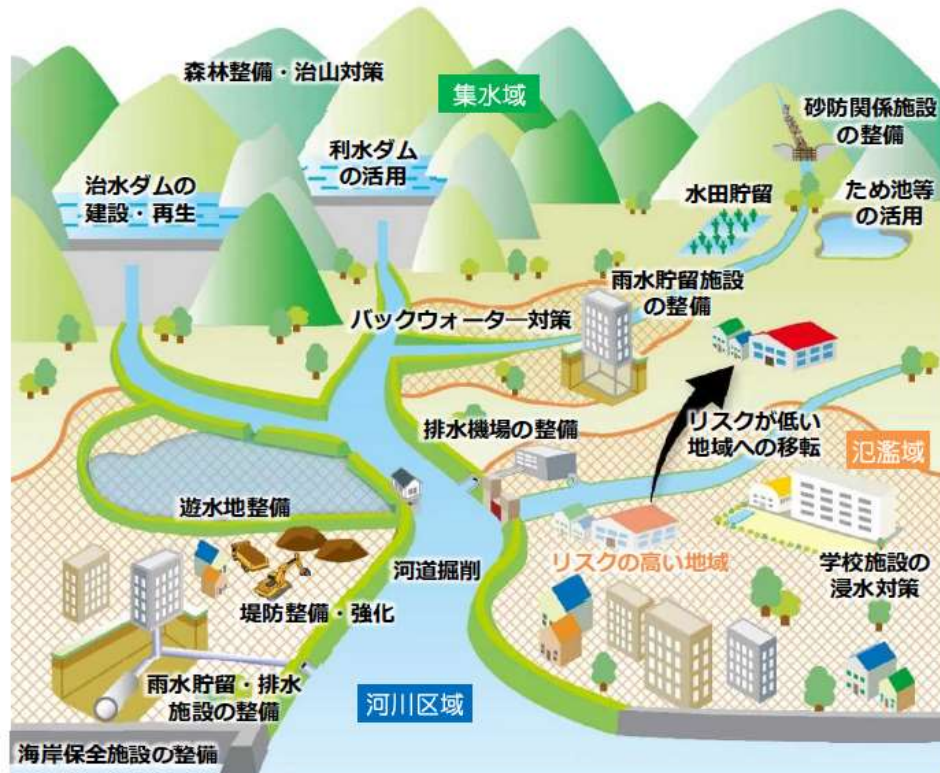 森林整備・治山対策
集水域
砂防関係施設
の整備
利水ダム
の活用
治水ダムの
建設・再生
水田貯留
ため池等
の活用
雨水貯留施設
の整備
バックウォーター対策
排水機場の整備
リスクが低い
地域への移転
氾濫域
遊水地整備
リスクの高い地域
学校施設の
浸水対策
河道掘削
堤防整備・強化
雨水貯留・排水
施設の整備
河川区域
海岸保全施設の整備